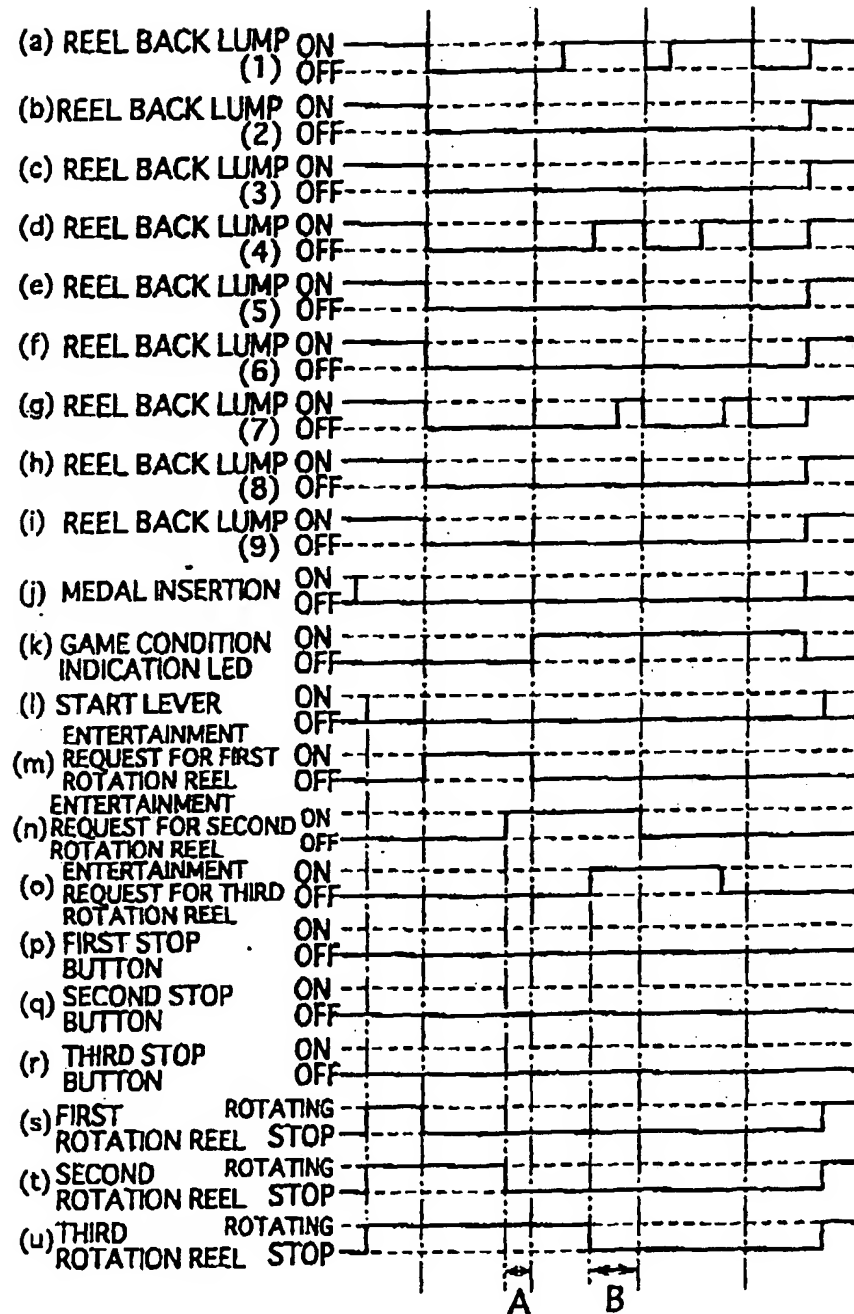 (a) REEL BACK LUMP ON
(1) OFF
(b) REEL BACK LUMP ON
(2) OFF
(c) REEL BACK LUMP ON
(3) OFF
(d) REEL BACK LUMP ON
(4) OFF
(e) REEL BACK LUMP ON
(5) OFF
(f) REEL BACK LUMP ON
(6) OFF
(g) REEL BACK LUMP ON
(7) OFF
(h) REEL BACK LUMP ON
(8) OFF
(i) REEL BACK LUMP ON
(9) OFF
(j) MEDAL INSERTION ON
OFF
(k) GAME CONDITION ON
INDICATION LED OFF
(l) START LEVER ON
OFF
ENTERTAINMENT
(m) REQUEST FOR FIRST ON
ROTATION REEL OFF
ENTERTAINMENT
(n) REQUEST FOR SECOND ON
ROTATION REEL OFF
ENTERTAINMENT ON
(o) REQUEST FOR THIRD OFF
ROTATION REEL
(p) FIRST STOP ON
BUTTON OFF
(q) SECOND STOP ON
BUTTON OFF
(r) THIRD STOP ON
BUTTON OFF
(s) FIRST ROTATING
ROTATION REEL STOP
(t) SECOND ROTATING
ROTATION REEL STOP
(u) THIRD ROTATING
ROTATION REEL STOP
A B